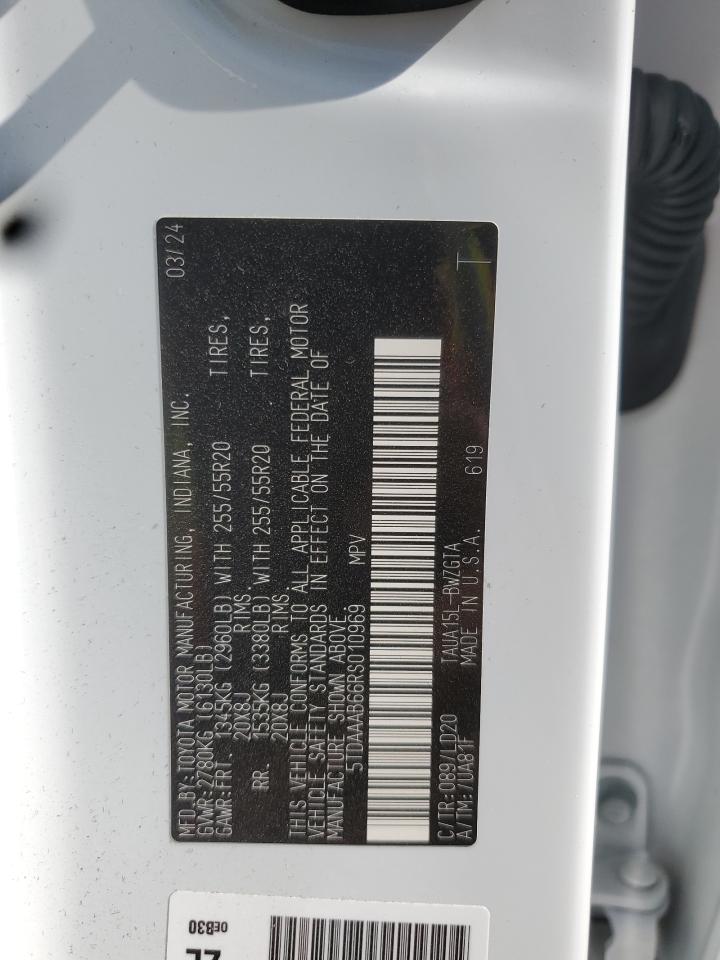 MFD.BY:TOYOTA MOTOR MANUFACTURING, INDIANA, INC. 03/24
GVWR:2780KG (6130LB)
GAWR:FRT. 1345KG (2960LB) WITH 255/55R20 TIRES,
20X8J RIMS.
RR. 1535KG (3380LB) WITH 255/55R20 TIRES,
20X8J RIMS.
THIS VEHICLE CONFORMS TO ALL APPLICABLE FEDERAL MOTOR
VEHICLE SAFETY STANDARDS IN EFFECT ON THE DATE OF
MANUFACTURE SHOWN ABOVE.
5TDAAAB66RS010969 MPV
C/TR:089/LD20 TAUA15L-BWZGTA 619
A/TM:/UA81F MADE IN U.S.A. T
0EB30